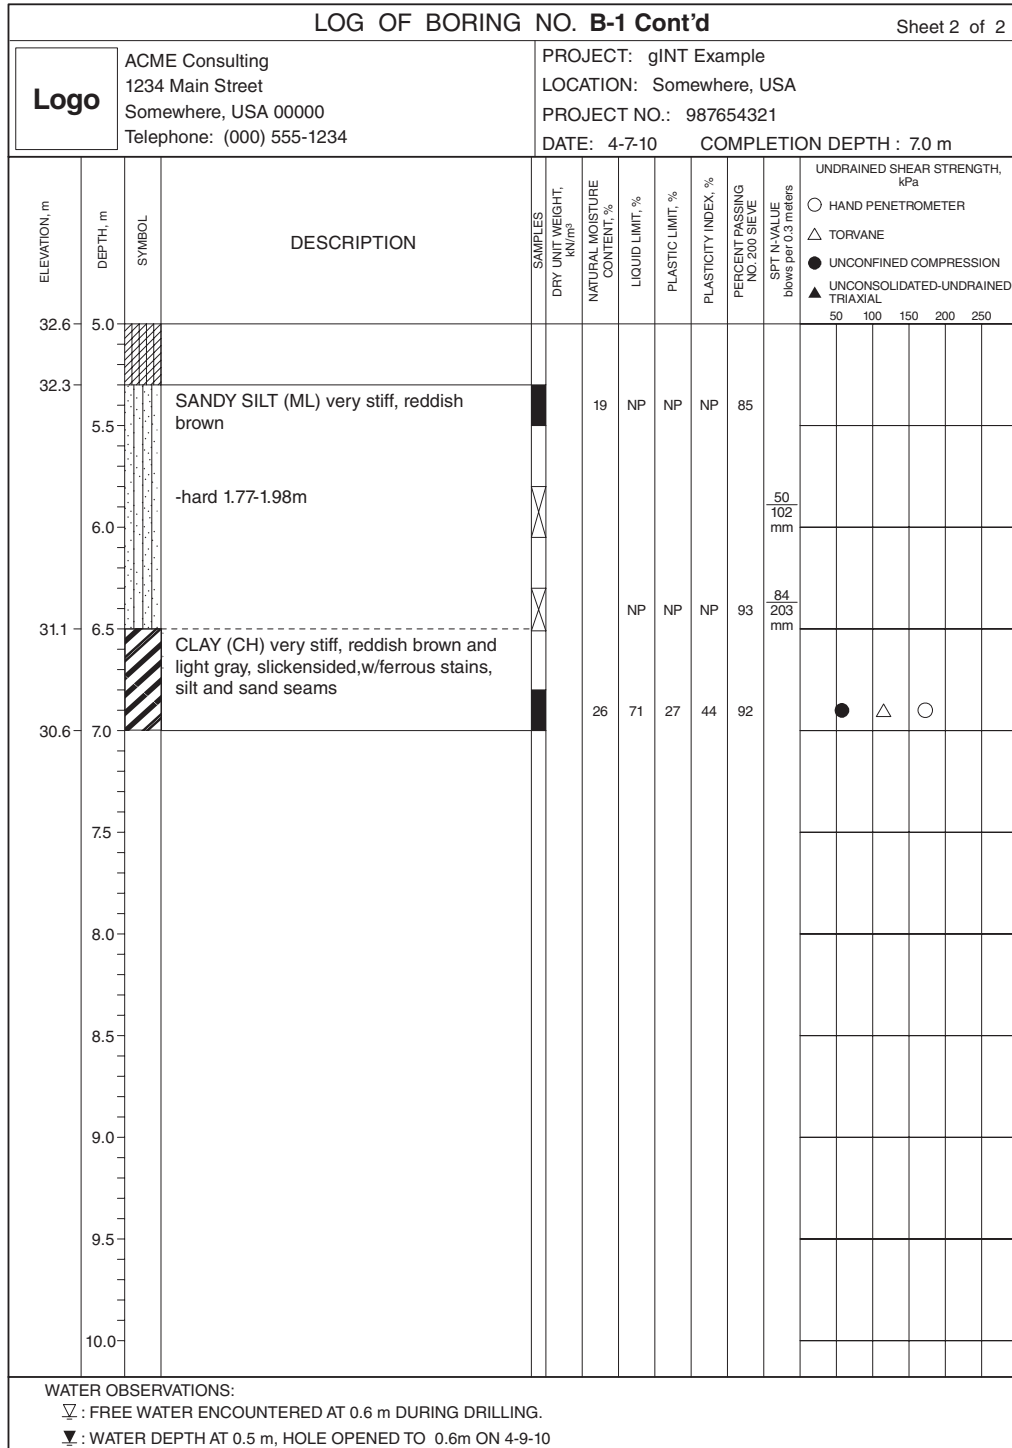 LOG OF BORING NO. B-1 Cont'd
Sheet 2 of 2
Logo
ACME Consulting
1234 Main Street
Somewhere, USA 00000
Telephone: (000) 555-1234
PROJECT: gINT Example
LOCATION: Somewhere, USA
PROJECT NO.: 987654321
DATE: 4-7-10 COMPLETION DEPTH : 7.0 m
ELEVATION, m
DEPTH, m
SYMBOL
DESCRIPTION
SAMPLES
DRY UNIT WEIGHT,
kN/m³
NATURAL MOISTURE
CONTENT, %
LIQUID LIMIT, %
PLASTIC LIMIT, %
PLASTICITY INDEX, %
PERCENT PASSING
NO. 200 SIEVE
SPT N-VALUE
blows per 0.3 meters
UNDRAINED SHEAR STRENGTH,
kPa
HAND PENETROMETER
TORVANE
UNCONFINED COMPRESSION
UNCONSOLIDATED-UNDRAINED
TRIAXIAL
50 100 150 200 250
32.6 5.0
32.3
SANDY SILT (ML) very stiff, reddish
brown
19 NP NP NP 85
5.5
-hard 1.77-1.98m
50
102
mm
6.0
NP NP NP 93
84
203
mm
31.1 6.5
CLAY (CH) very stiff, reddish brown and
light gray, slickensided,w/ferrous stains,
silt and sand seams
26 71 27 44 92
30.6 7.0
7.5
8.0
8.5
9.0
9.5
10.0
WATER OBSERVATIONS:
: FREE WATER ENCOUNTERED AT 0.6 m DURING DRILLING.
: WATER DEPTH AT 0.5 m, HOLE OPENED TO 0.6m ON 4-9-10